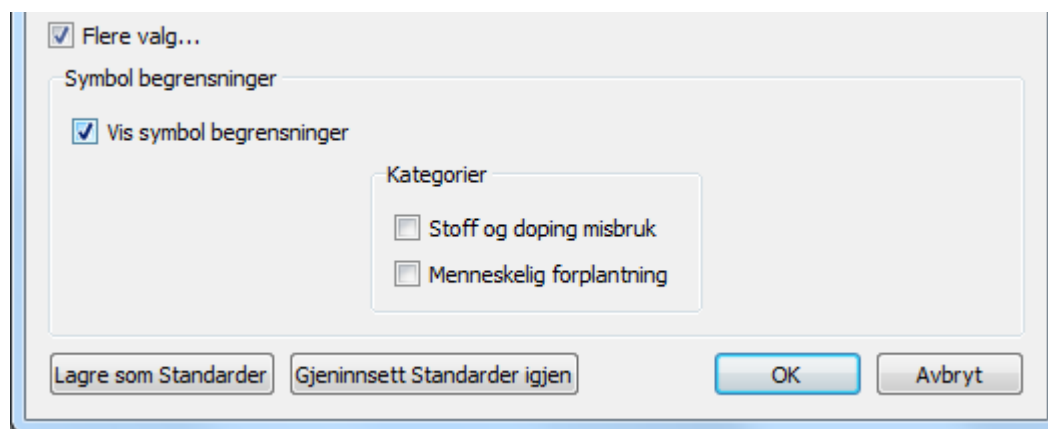 Flere valg...
Symbol begrensninger
Vis symbol begrensninger
Kategorier
Stoff og doping misbruk
Menneskelig forplantning
Lagre som Standarder Gjeninnsett Standarder igjen OK Avbryt